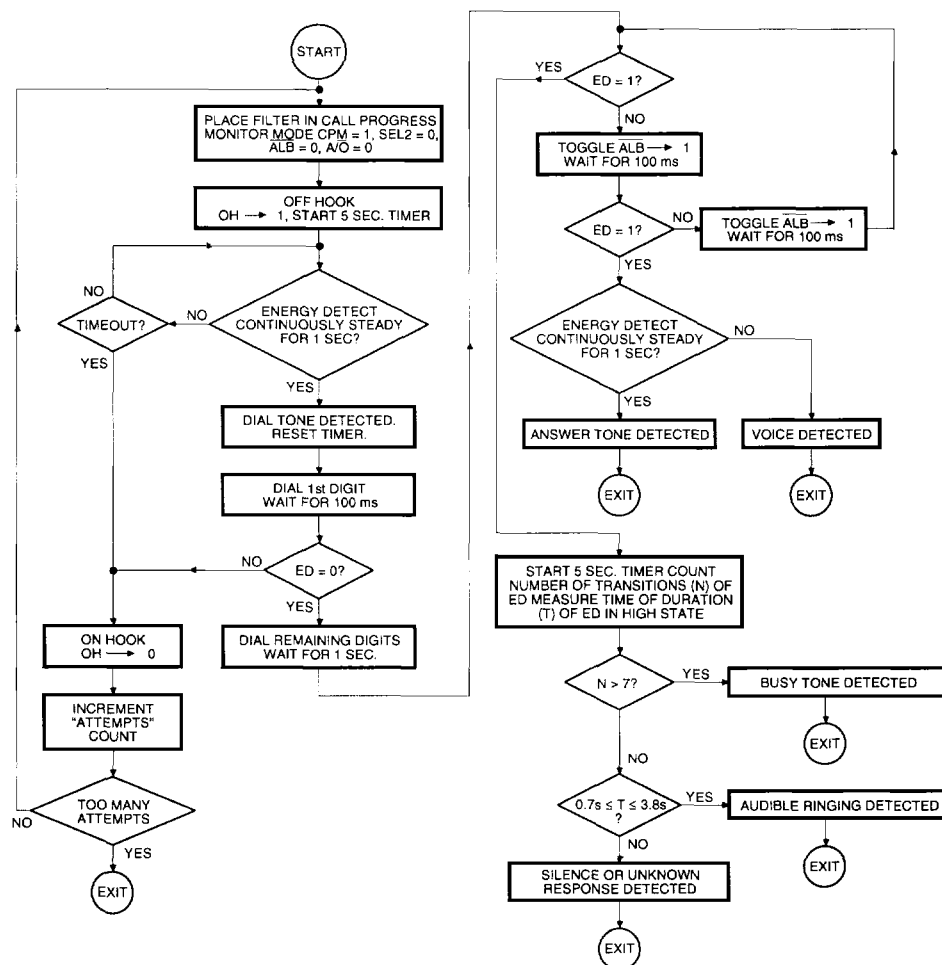 START
PLACE FILTER IN CALL PROGRESS
MONITOR MODE CPM = 1, SEL2 = 0,
A̅L̅B̅ = 0, A/O̅ = 0
OFF HOOK
OH → 1, START 5 SEC. TIMER
NO
TIMEOUT?
NO
YES
ENERGY DETECT
CONTINUOUSLY STEADY
FOR 1 SEC?
YES
DIAL TONE DETECTED.
RESET TIMER.
DIAL 1st DIGIT
WAIT FOR 100 ms
NO
ED = 0?
YES
DIAL REMAINING DIGITS
WAIT FOR 1 SEC.
ON HOOK
OH → 0
INCREMENT
"ATTEMPTS"
COUNT
TOO MANY
ATTEMPTS
NO
YES
EXIT
YES
ED = 1?
NO
TOGGLE A̅L̅B̅ → 1
WAIT FOR 100 ms
ED = 1?
NO
TOGGLE A̅L̅B̅ → 1
WAIT FOR 100 ms
YES
ENERGY DETECT
CONTINUOUSLY STEADY
FOR 1 SEC?
NO
YES
ANSWER TONE DETECTED
VOICE DETECTED
EXIT
EXIT
START 5 SEC. TIMER COUNT
NUMBER OF TRANSITIONS (N) OF
ED MEASURE TIME OF DURATION
(T) OF ED IN HIGH STATE
N > 7?
YES
BUSY TONE DETECTED
EXIT
NO
0.7s ≤ T ≤ 3.8s
?
YES
AUDIBLE RINGING DETECTED
EXIT
NO
SILENCE OR UNKNOWN
RESPONSE DETECTED
EXIT